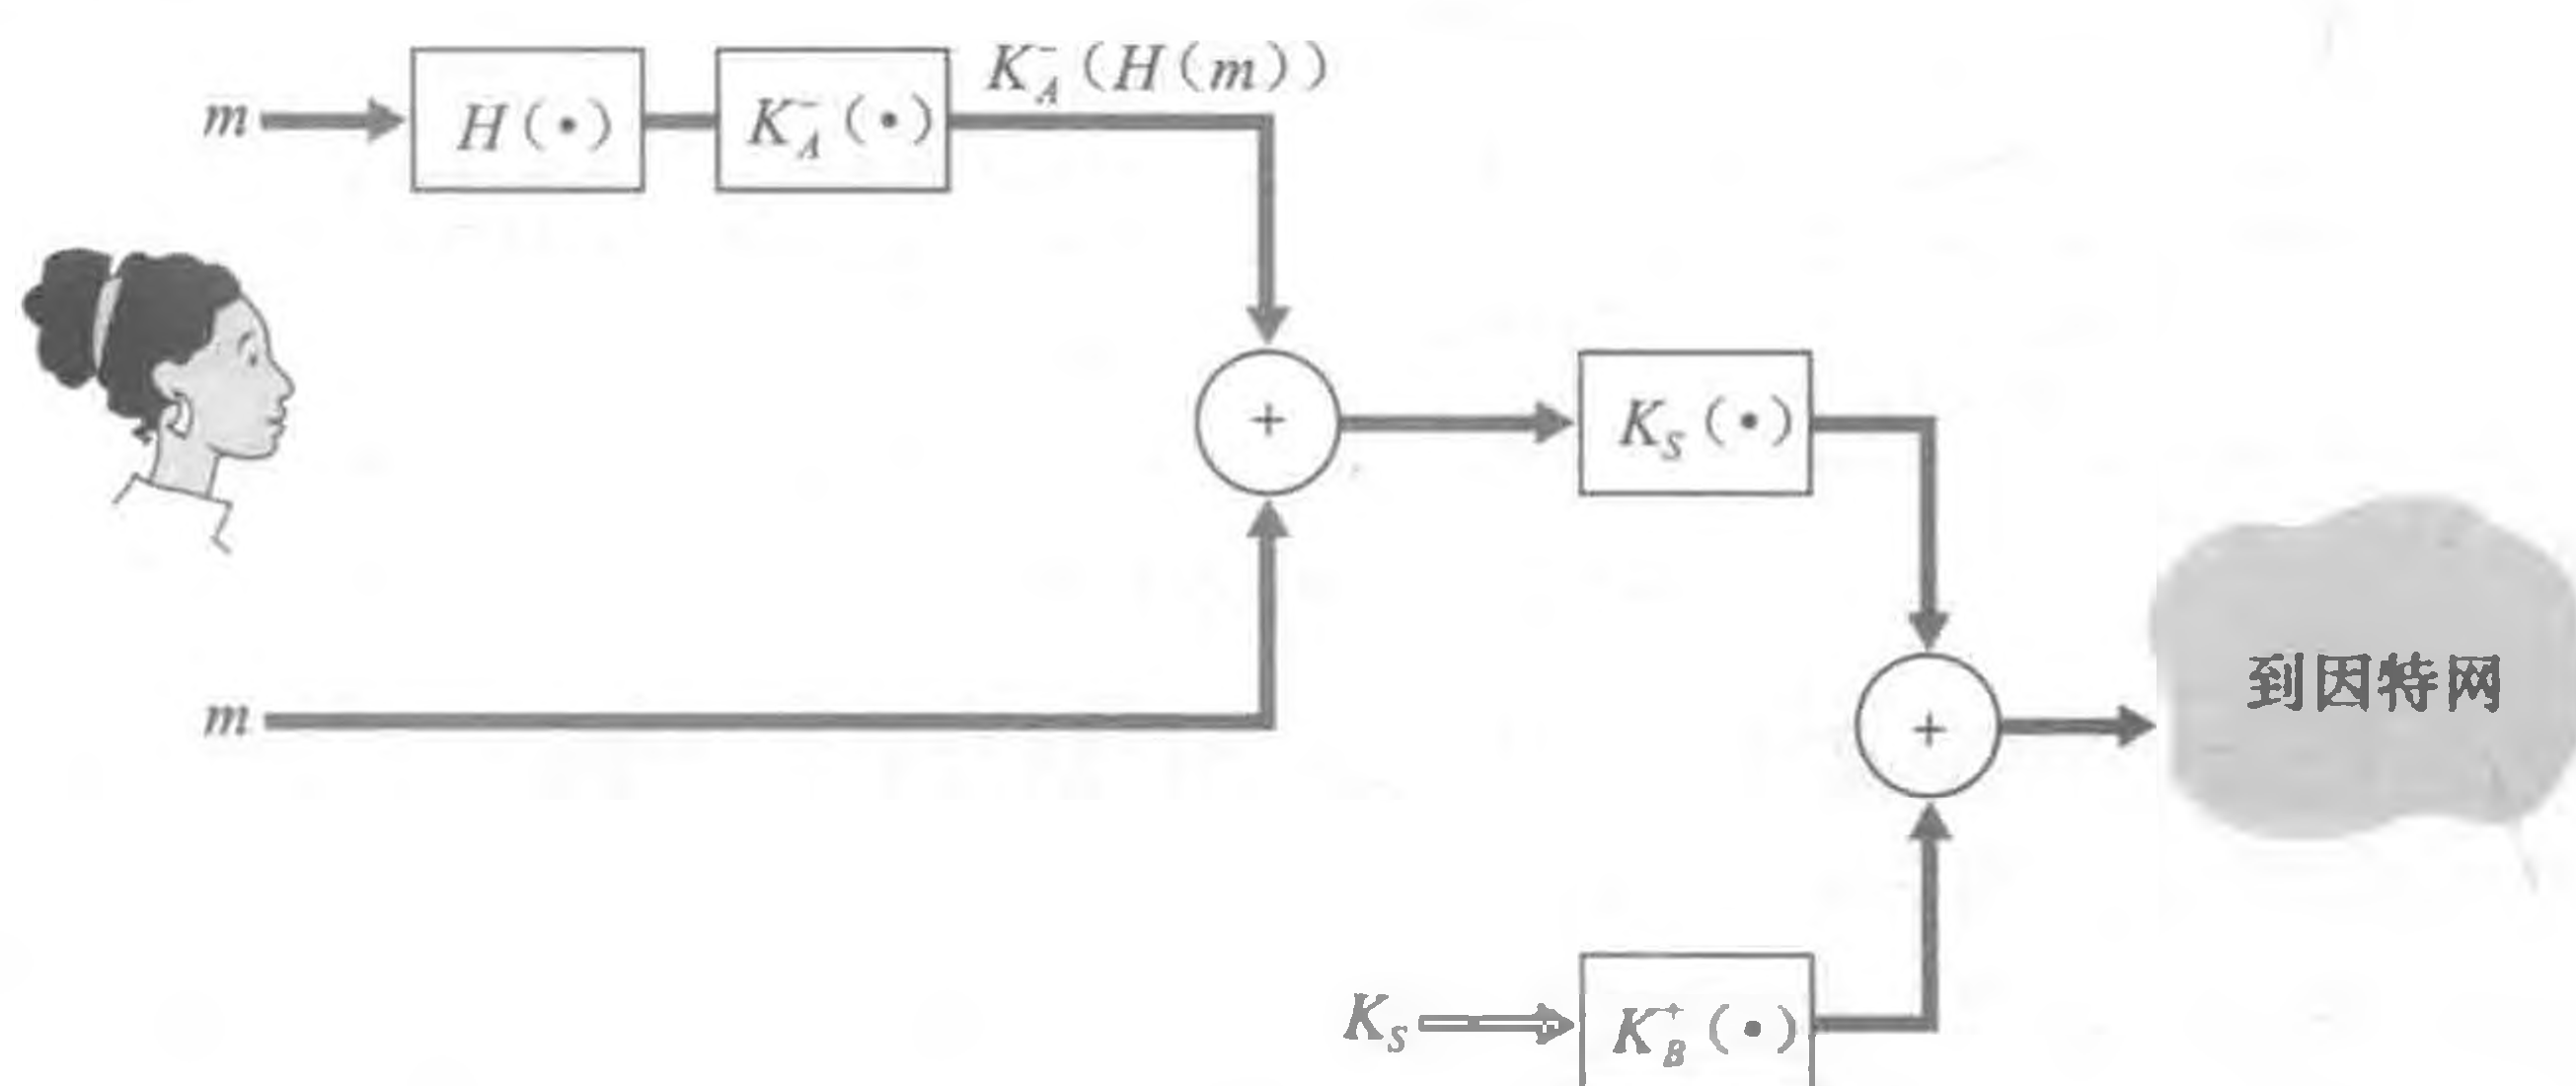 K_A^-(H(m))
m
H(•)
K_A^-(•)
+
K_S(•)
到因特网
m
+
K_S
K_B^+(•)